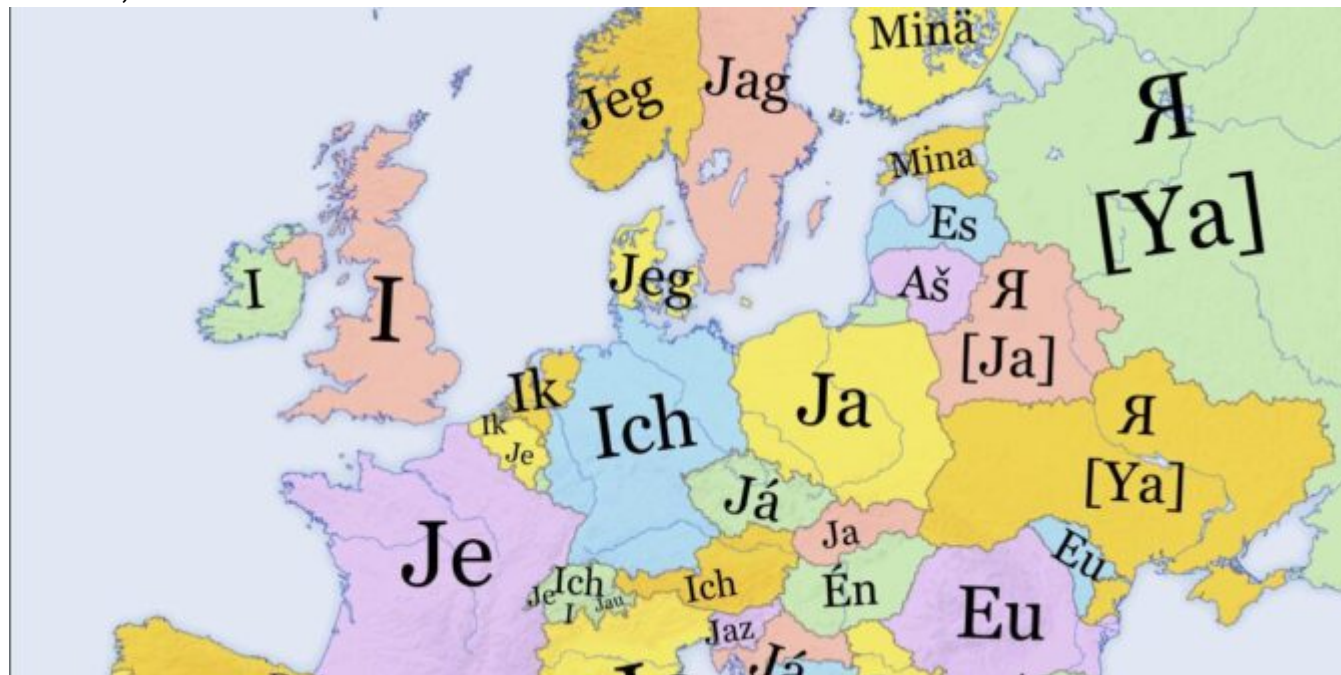 Minä
Jeg
Jag
Я
Mina
[Ya]
Es
I
Jeg
Aš
Я
I
[Ja]
Ik
Ja
Ik
Ich
Я
Je
Já
[Ya]
Je
Ja
Eu
Ich
Je
Ich
Én
I
Jau
Eu
Jaz
Já